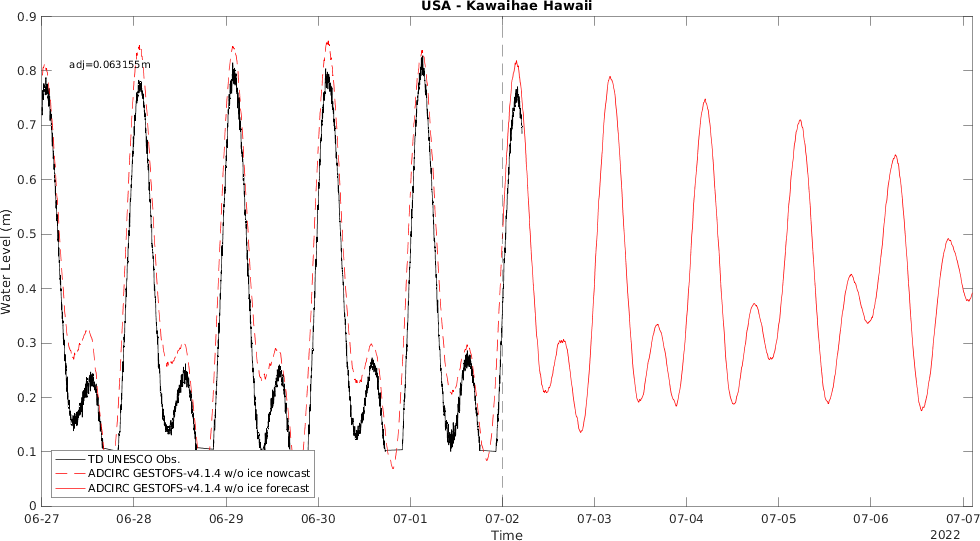 USA - Kawaihae Hawaii
0.9
0.8
0.7
0.6
0.5
0.4
0.3
0.2
0.1
0
Water Level (m)
adj=0.063155m
TD UNESCO Obs.
ADCIRC GESTOFS-v4.1.4 w/o ice nowcast
ADCIRC GESTOFS-v4.1.4 w/o ice forecast
06-27 06-28 06-29 06-30 07-01 07-02 07-03 07-04 07-05 07-06 07-07
Time
2022